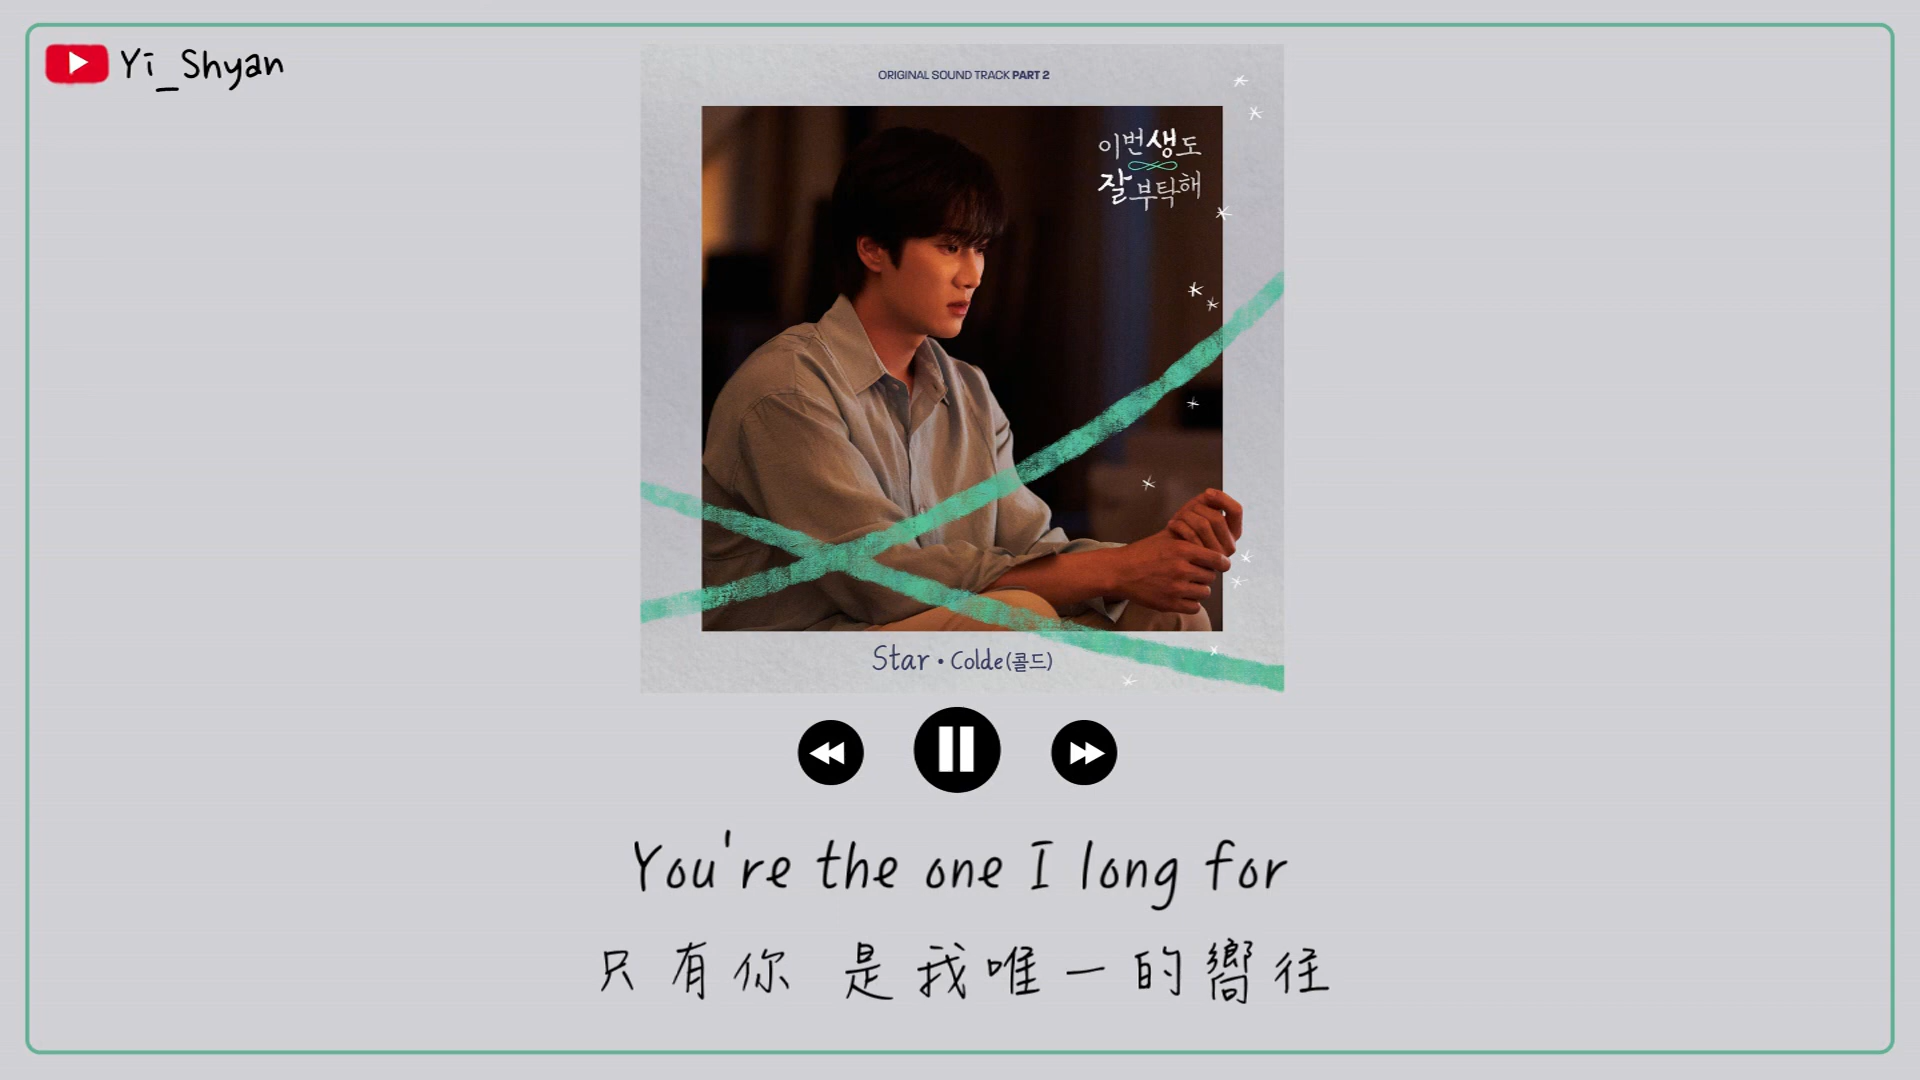 Yi_Shyan
ORIGINAL SOUND TRACK PART 2
이번생도
잘부탁해
Star • Colde(콜드)
You're the one I long for
只有你 是我唯一的嚮往